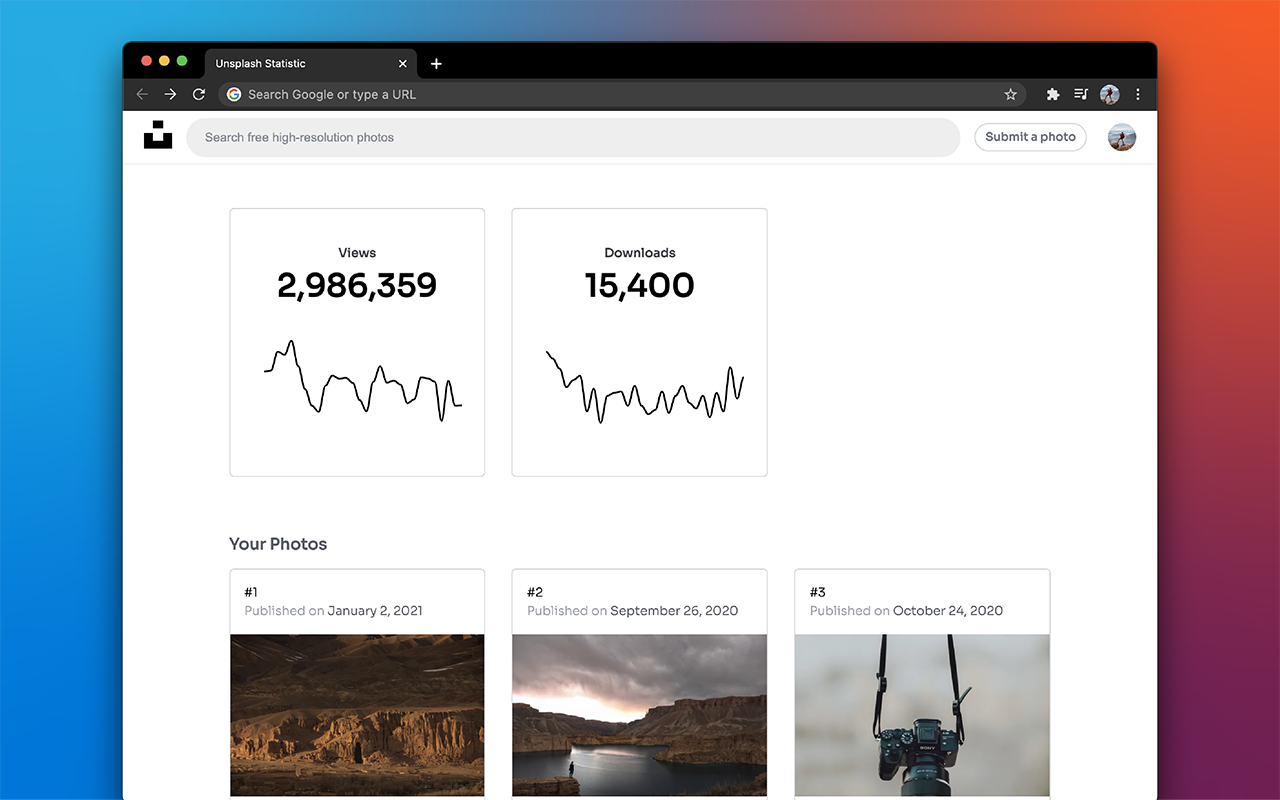 Unsplash Statistic
Search Google or type a URL
Search free high-resolution photos
Submit a photo
Views
2,986,359
Downloads
15,400
Your Photos
#1
Published on January 2, 2021
#2
Published on September 26, 2020
#3
Published on October 24, 2020
SONY